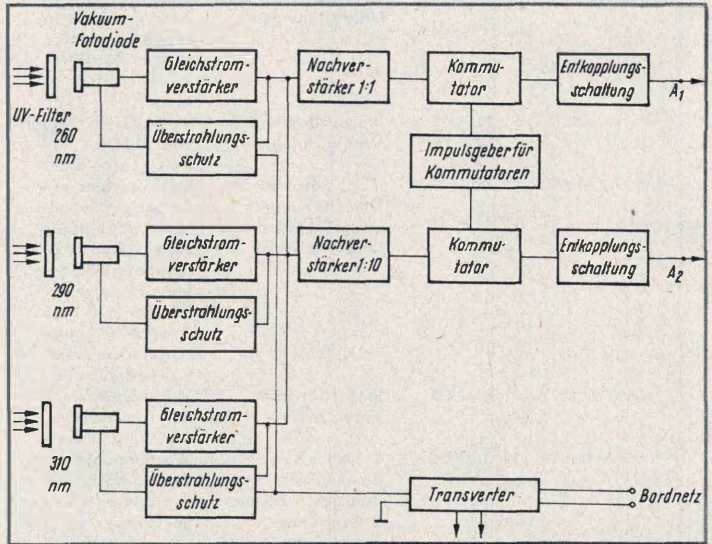 Vakuum-
Fotodiode
UV-Filter
260
nm
Gleichstrom-
verstärker
Überstrahlungs-
schutz
Nachver-
stärker 1:1
Kommu-
tator
Entkopplungs-
schaltung
A1
Impulsgeber für
Kommutatoren
290
nm
Gleichstrom-
verstärker
Überstrahlungs-
schutz
Nachver-
stärker 1:10
Kommu-
tator
Entkopplungs-
schaltung
A2
310
nm
Gleichstrom-
verstärker
Überstrahlungs-
schutz
Transverter
Bordnetz